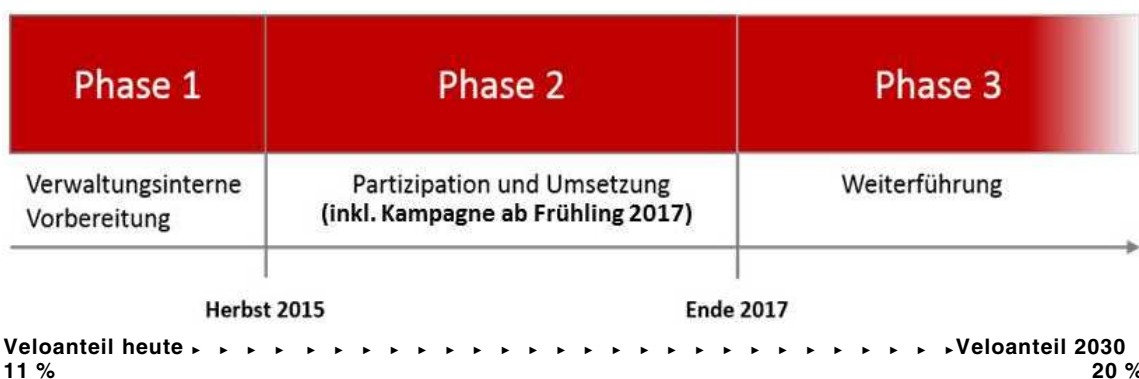 Phase 1
Phase 2
Phase 3
Verwaltungsinterne
Vorbereitung
Partizipation und Umsetzung
(inkl. Kampagne ab Frühling 2017)
Weiterführung
Herbst 2015
Ende 2017
Veloanteil heute ► ► ► ► ► ► ► ► ► ► ► ► ► ► ► ► ► ► ► ► ► ► ► ► ► ► ► ► Veloanteil 2030
11 %
20 %